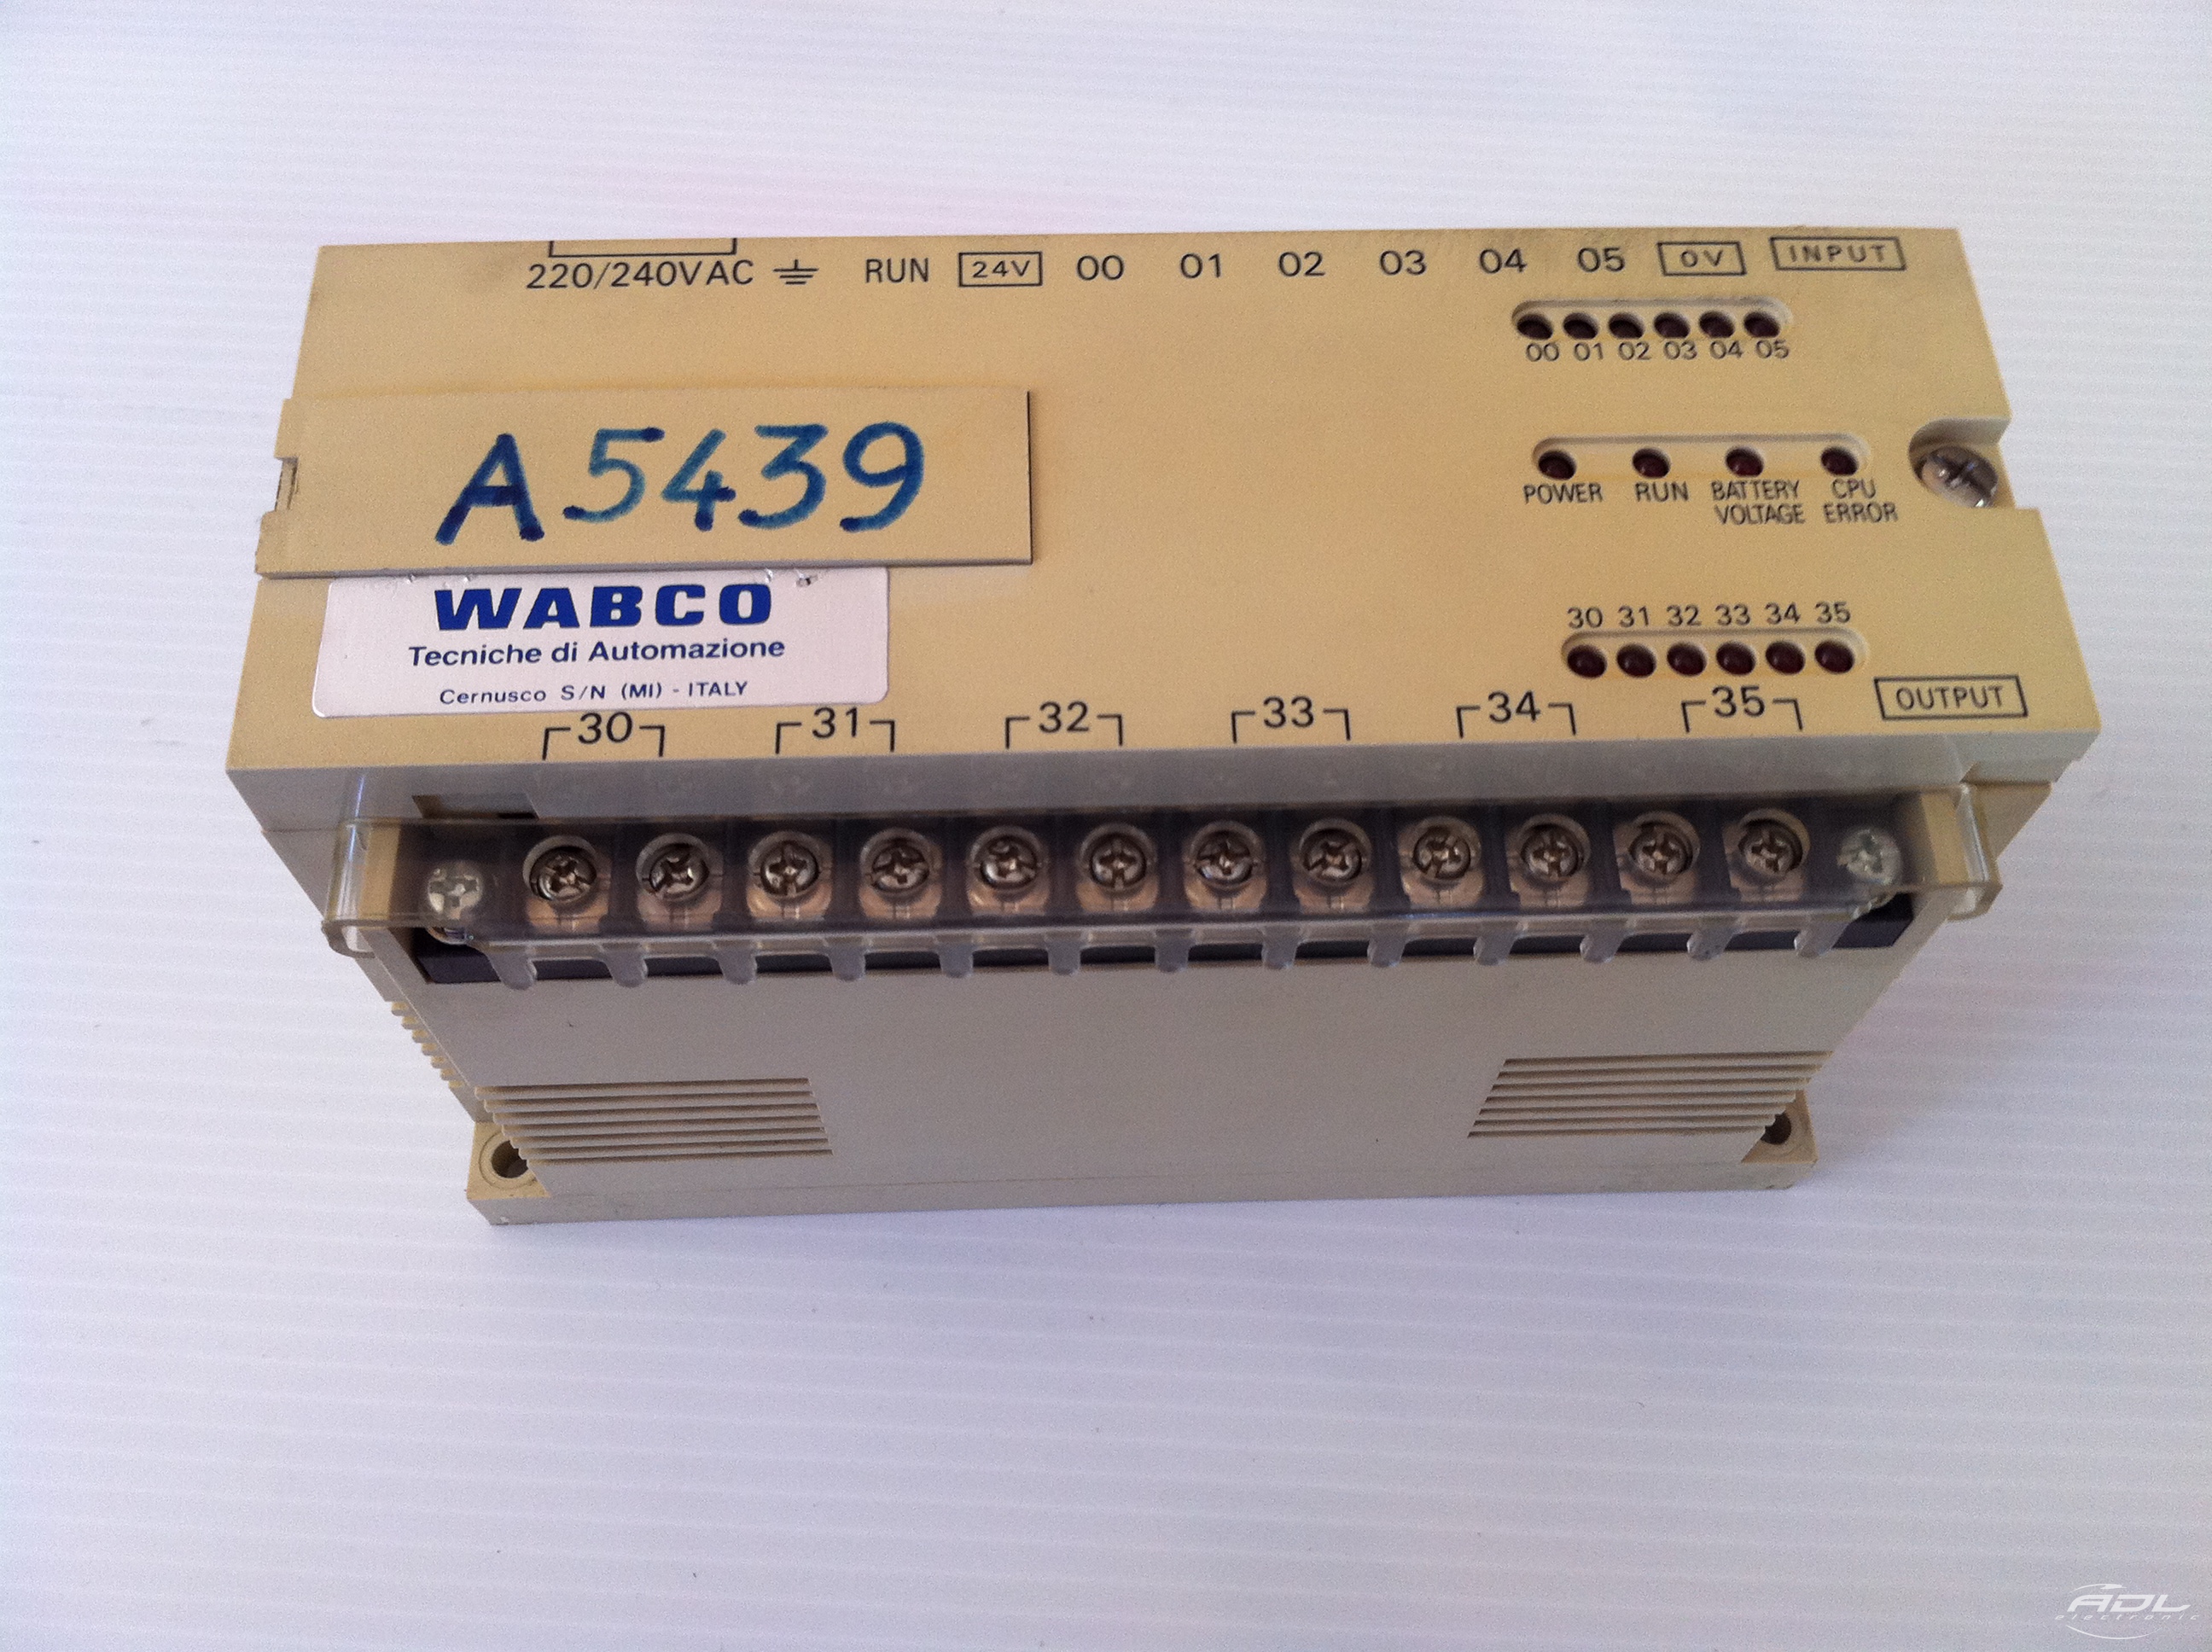 220/240VAC RUN 24V 00 01 02 03 04 05 0V INPUT
00 01 02 03 04 05
A5439
POWER RUN BATTERY VOLTAGE CPU ERROR
WABCO
Tecniche di Automazione
Cernusco S/N (MI) - ITALY
30 31 32 33 34 35
OUTPUT
30 31 32 33 34 35
ADL
electronic